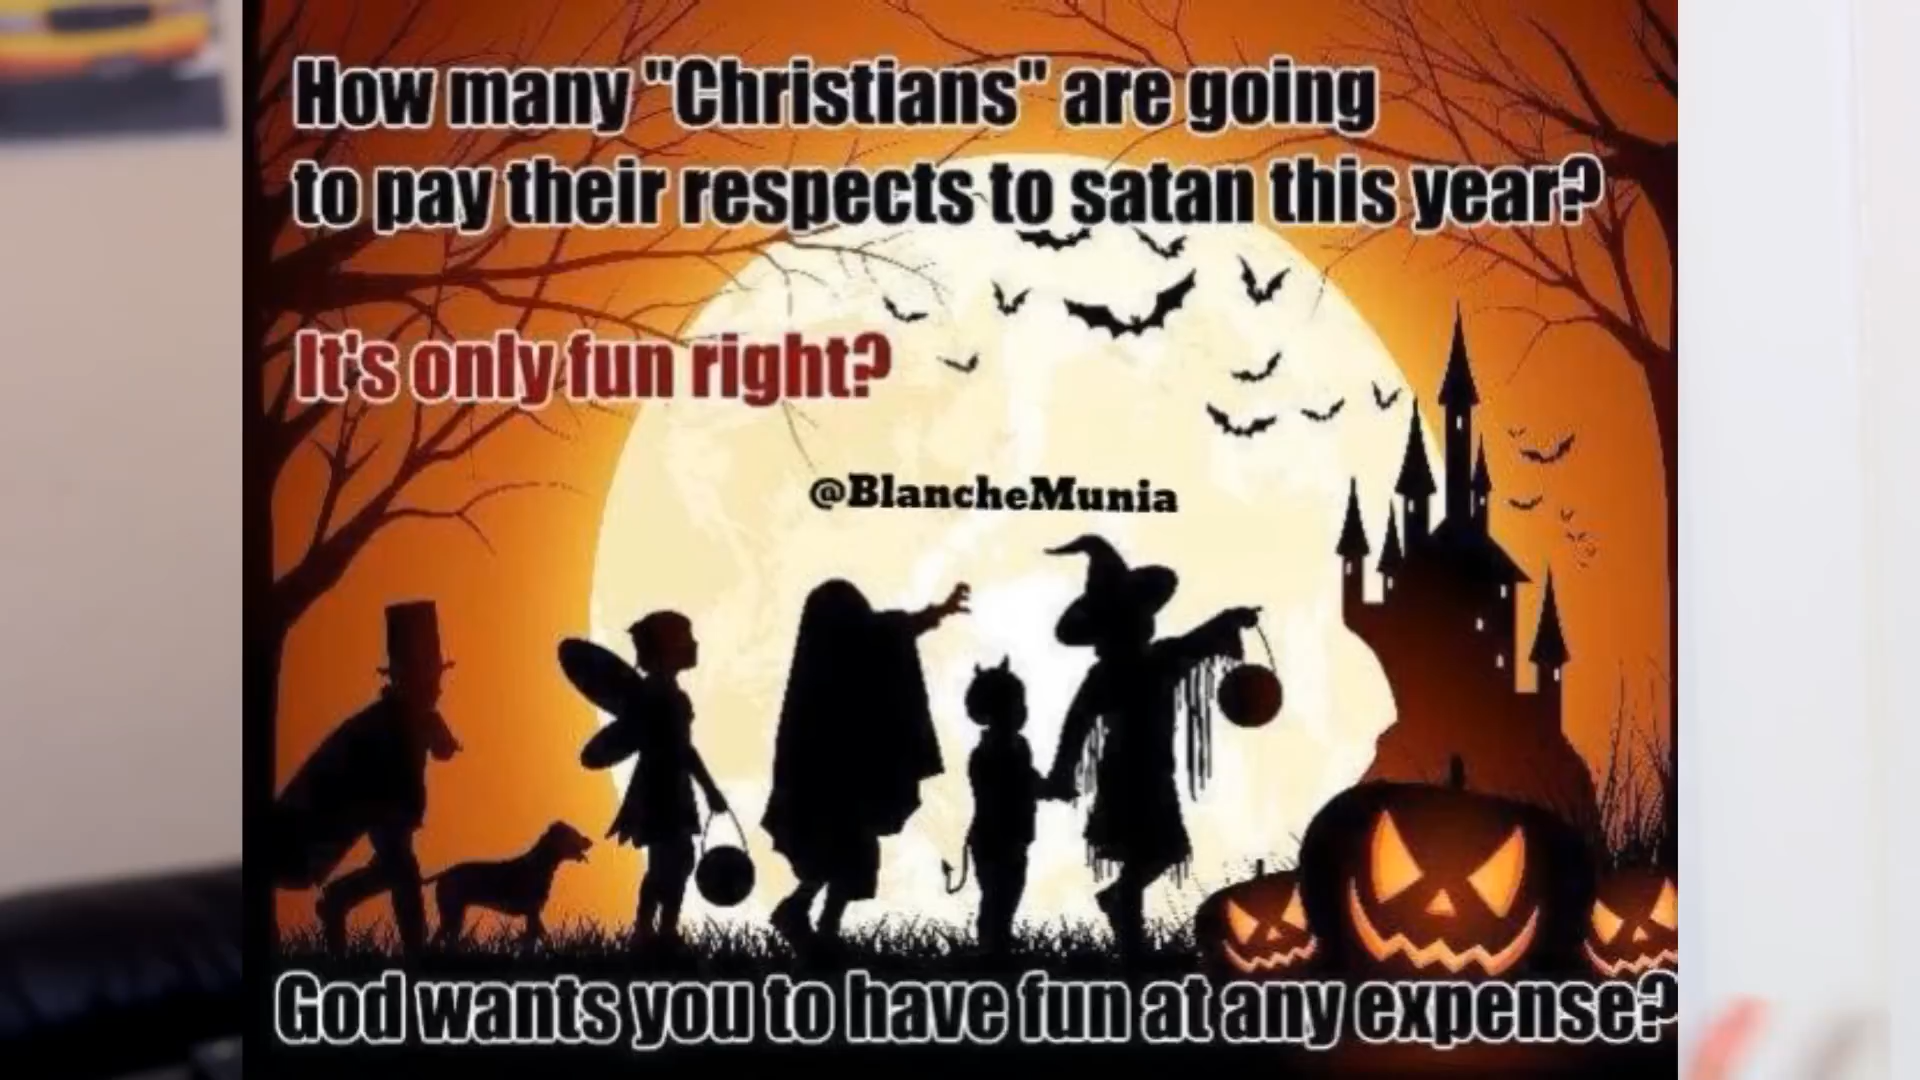 How many "Christians" are going
to pay their respects to satan this year?
It's only fun right?
@BlancheMunia
God wants you to have fun at any expense?